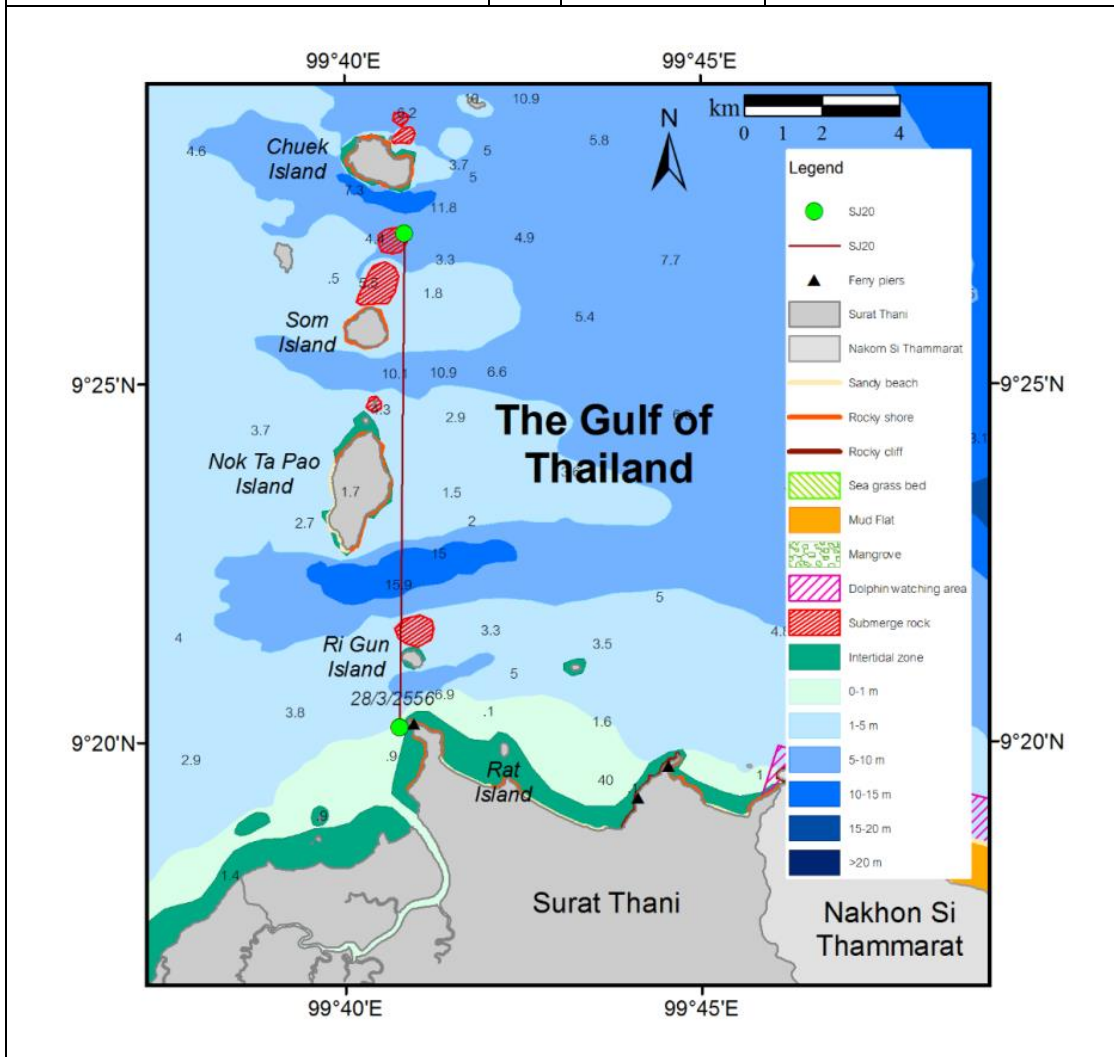 99°40'E
99°45'E
10.9
6.2
km
0 1 2 4
N
Chuek
Island
4.6
5
5.8
3.7
5
7.3
11.8
4.4
4.9
3.3
7.7
.5
5.8
1.8
Som
Island
5.4
9°25'N
9°25'N
10.1
10.9
6.6
3.7
2.9
The Gulf of
Thailand
Nok Ta Pao
Island
1.7
1.5
2.7
2
15
15.9
5
4
3.3
3.5
Ri Gun
Island
5
28/3/2556
6.9
3.8
.1
1.6
9°20'N
9°20'N
2.9
.9
Rat
Island
40
1
.9
1.4
Surat Thani
Nakhon Si
Thammarat
99°40'E
99°45'E
Legend
SJ20
SJ20
Ferry piers
Surat Thani
Nakorn Si Thammarat
Sandy beach
Rocky shore
Rocky cliff
Sea grass bed
Mud Flat
Mangrove
Dolphin watching area
Submerge rock
Intertidal zone
0-1 m
1-5 m
5-10 m
10-15 m
15-20 m
>20 m